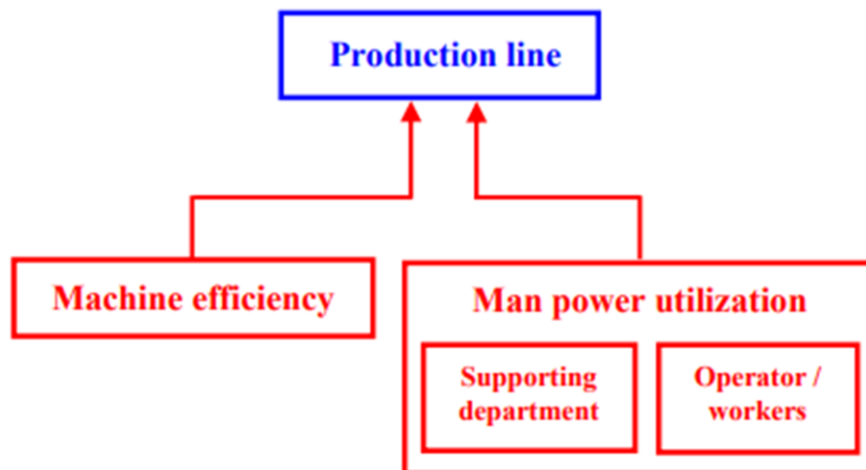 Production line
Machine efficiency
Man power utilization
Supporting
department
Operator /
workers